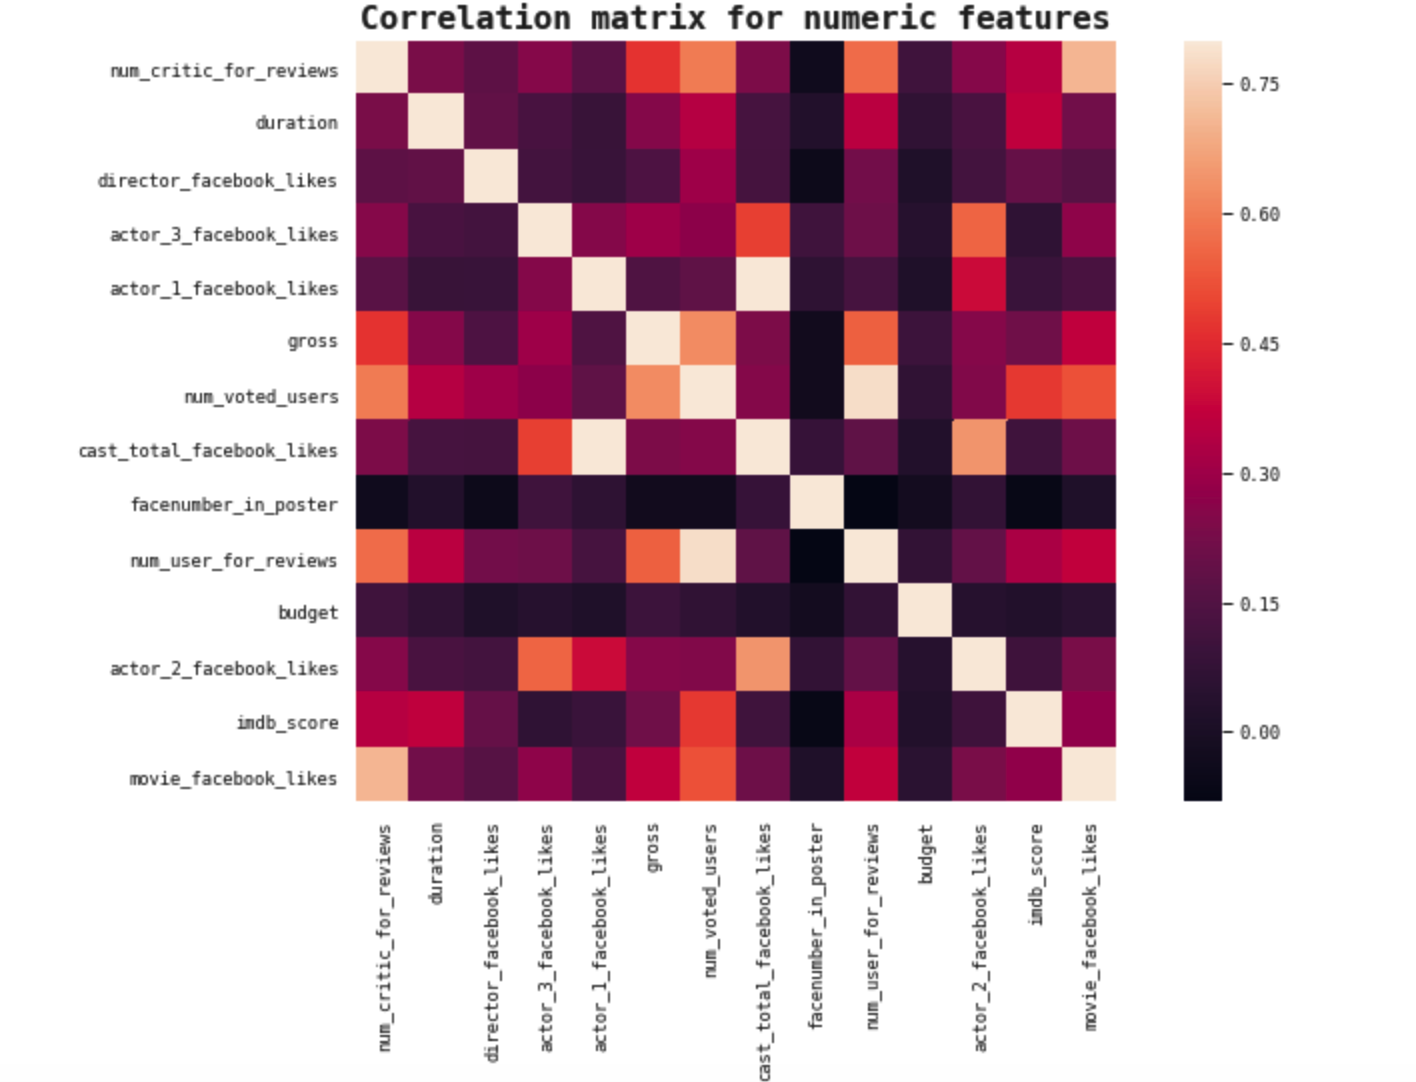 Correlation matrix for numeric features
num_critic_for_reviews
duration
director_facebook_likes
actor_3_facebook_likes
actor_1_facebook_likes
gross
num_voted_users
cast_total_facebook_likes
facenumber_in_poster
num_user_for_reviews
budget
actor_2_facebook_likes
imdb_score
movie_facebook_likes
0.75
0.60
0.45
0.30
0.15
0.00
num_critic_for_reviews
duration
director_facebook_likes
actor_3_facebook_likes
actor_1_facebook_likes
gross
num_voted_users
cast_total_facebook_likes
facenumber_in_poster
num_user_for_reviews
budget
actor_2_facebook_likes
imdb_score
movie_facebook_likes